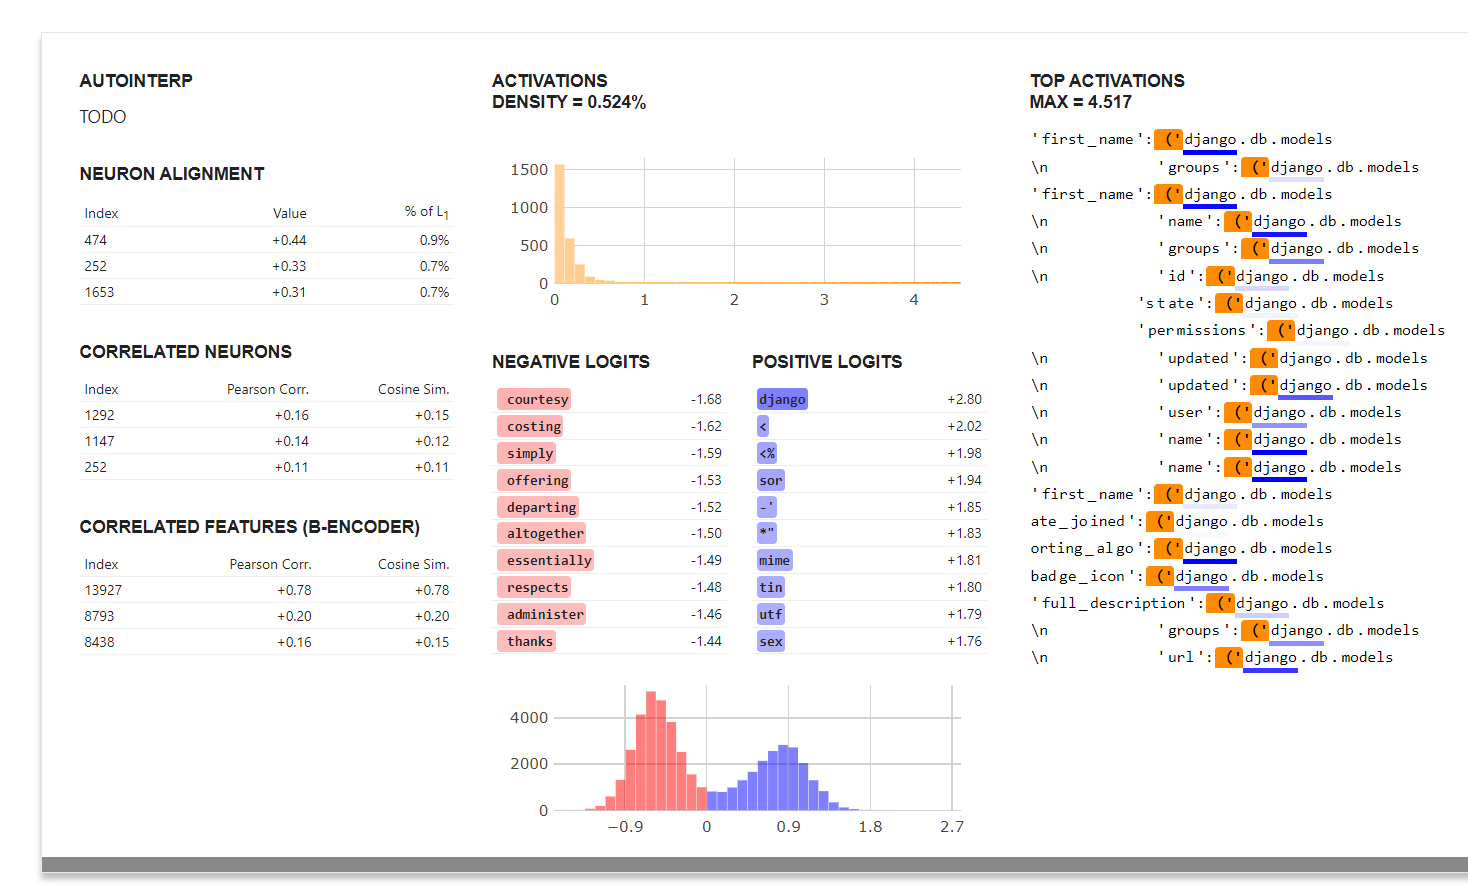 AUTOINTERP
TODO
NEURON ALIGNMENT
Index Value % of L1
474 +0.44 0.9%
252 +0.33 0.7%
1653 +0.31 0.7%
CORRELATED NEURONS
Index Pearson Corr. Cosine Sim.
1292 +0.16 +0.15
1147 +0.14 +0.12
252 +0.11 +0.11
CORRELATED FEATURES (B-ENCODER)
Index Pearson Corr. Cosine Sim.
13927 +0.78 +0.78
8793 +0.20 +0.20
8438 +0.16 +0.15
ACTIVATIONS
DENSITY = 0.524%
1500
1000
500
0
0 1 2 3 4
NEGATIVE LOGITS
courtesy -1.68
costing -1.62
simply -1.59
offering -1.53
departing -1.52
altogether -1.50
essentially -1.49
respects -1.48
administer -1.46
thanks -1.44
POSITIVE LOGITS
django +2.80
< +2.02
<% +1.98
sor +1.94
-' +1.85
*" +1.83
mime +1.81
tin +1.80
utf +1.79
sex +1.76
4000
2000
0
−0.9 0 0.9 1.8 2.7
TOP ACTIVATIONS
MAX = 4.517
'first_name': ('django.db.models
\n 'groups': ('django.db.models
'first_name': ('django.db.models
\n 'name': ('django.db.models
\n 'groups': ('django.db.models
\n 'id': ('django.db.models
'state': ('django.db.models
'permissions': ('django.db.models
\n 'updated': ('django.db.models
\n 'updated': ('django.db.models
\n 'user': ('django.db.models
\n 'name': ('django.db.models
\n 'name': ('django.db.models
'first_name': ('django.db.models
ate_joined': ('django.db.models
orting_algo': ('django.db.models
badge_icon': ('django.db.models
'full_description': ('django.db.models
\n 'groups': ('django.db.models
\n 'url': ('django.db.models